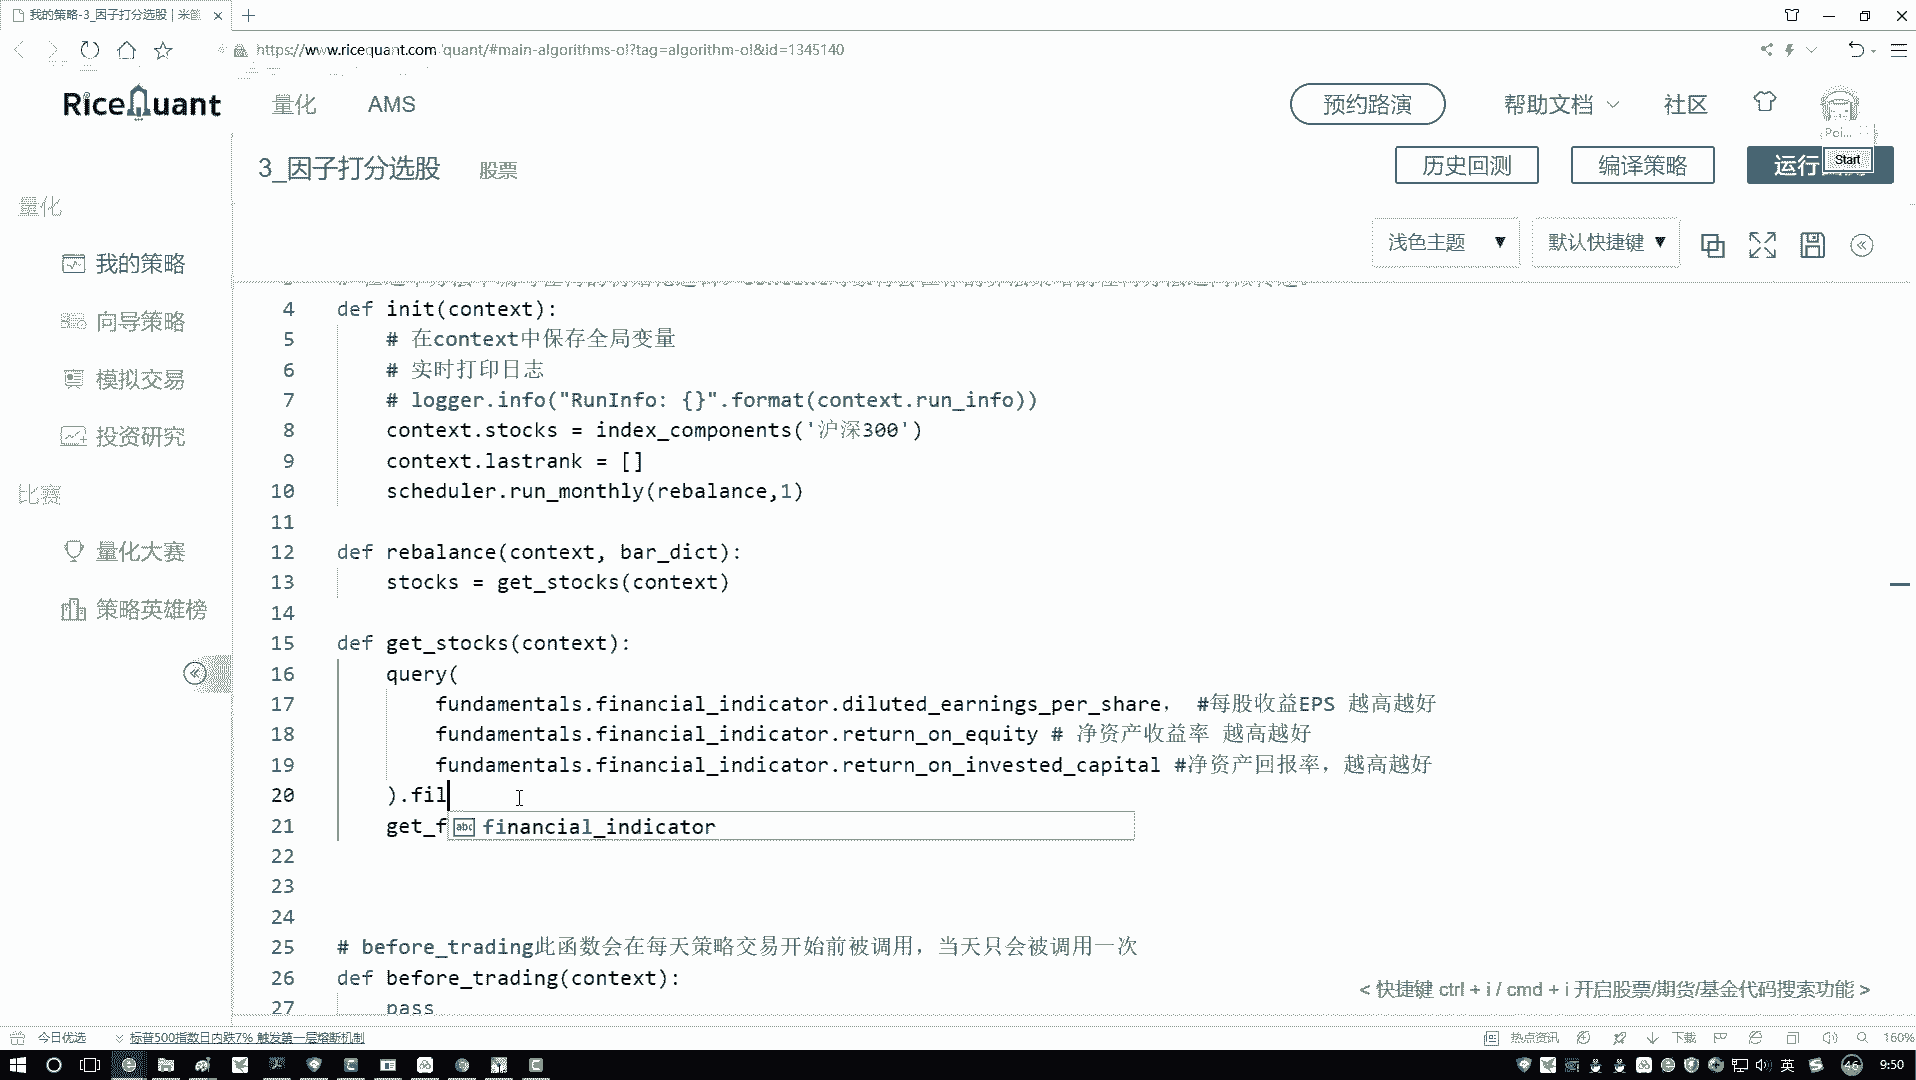 我的策略-3_因子打分选股 | 米筐
https://www.ricequant.com/quant/#main-algorithms-ol?tag=algorithm-ol&id=1345140
RiceQuant 量化 AMS 预约路演 帮助文档 社区
Poi...
3_因子打分选股 股票 历史回测 编译策略 运行 Start
浅色主题 ▼ 默认快捷键 ▼
量化
我的策略
向导策略
模拟交易
投资研究
比赛
量化大赛
策略英雄榜
4 def init(context):
5 # 在context中保存全局变量
6 # 实时打印日志
7 # logger.info("RunInfo: {}".format(context.run_info))
8 context.stocks = index_components('沪深300')
9 context.lastrank = []
10 scheduler.run_monthly(rebalance,1)
11
12 def rebalance(context, bar_dict):
13 stocks = get_stocks(context)
14
15 def get_stocks(context):
16 query(
17 fundamentals.financial_indicator.diluted_earnings_per_share， #每股收益EPS 越高越好
18 fundamentals.financial_indicator.return_on_equity # 净资产收益率 越高越好
19 fundamentals.financial_indicator.return_on_invested_capital #净资产回报率，越高越好
20 ).fil
21 get_f abc financial_indicator
22
23
24
25 # before_trading此函数会在每天策略交易开始前被调用，当天只会被调用一次
26 def before_trading(context):
27 pass
< 快捷键 ctrl + i / cmd + i 开启股票/期货/基金代码搜索功能 >
今日优选 标普500指数日内跌7% 触发第一层熔断机制 热点资讯 下载 160%
英 46 9:50